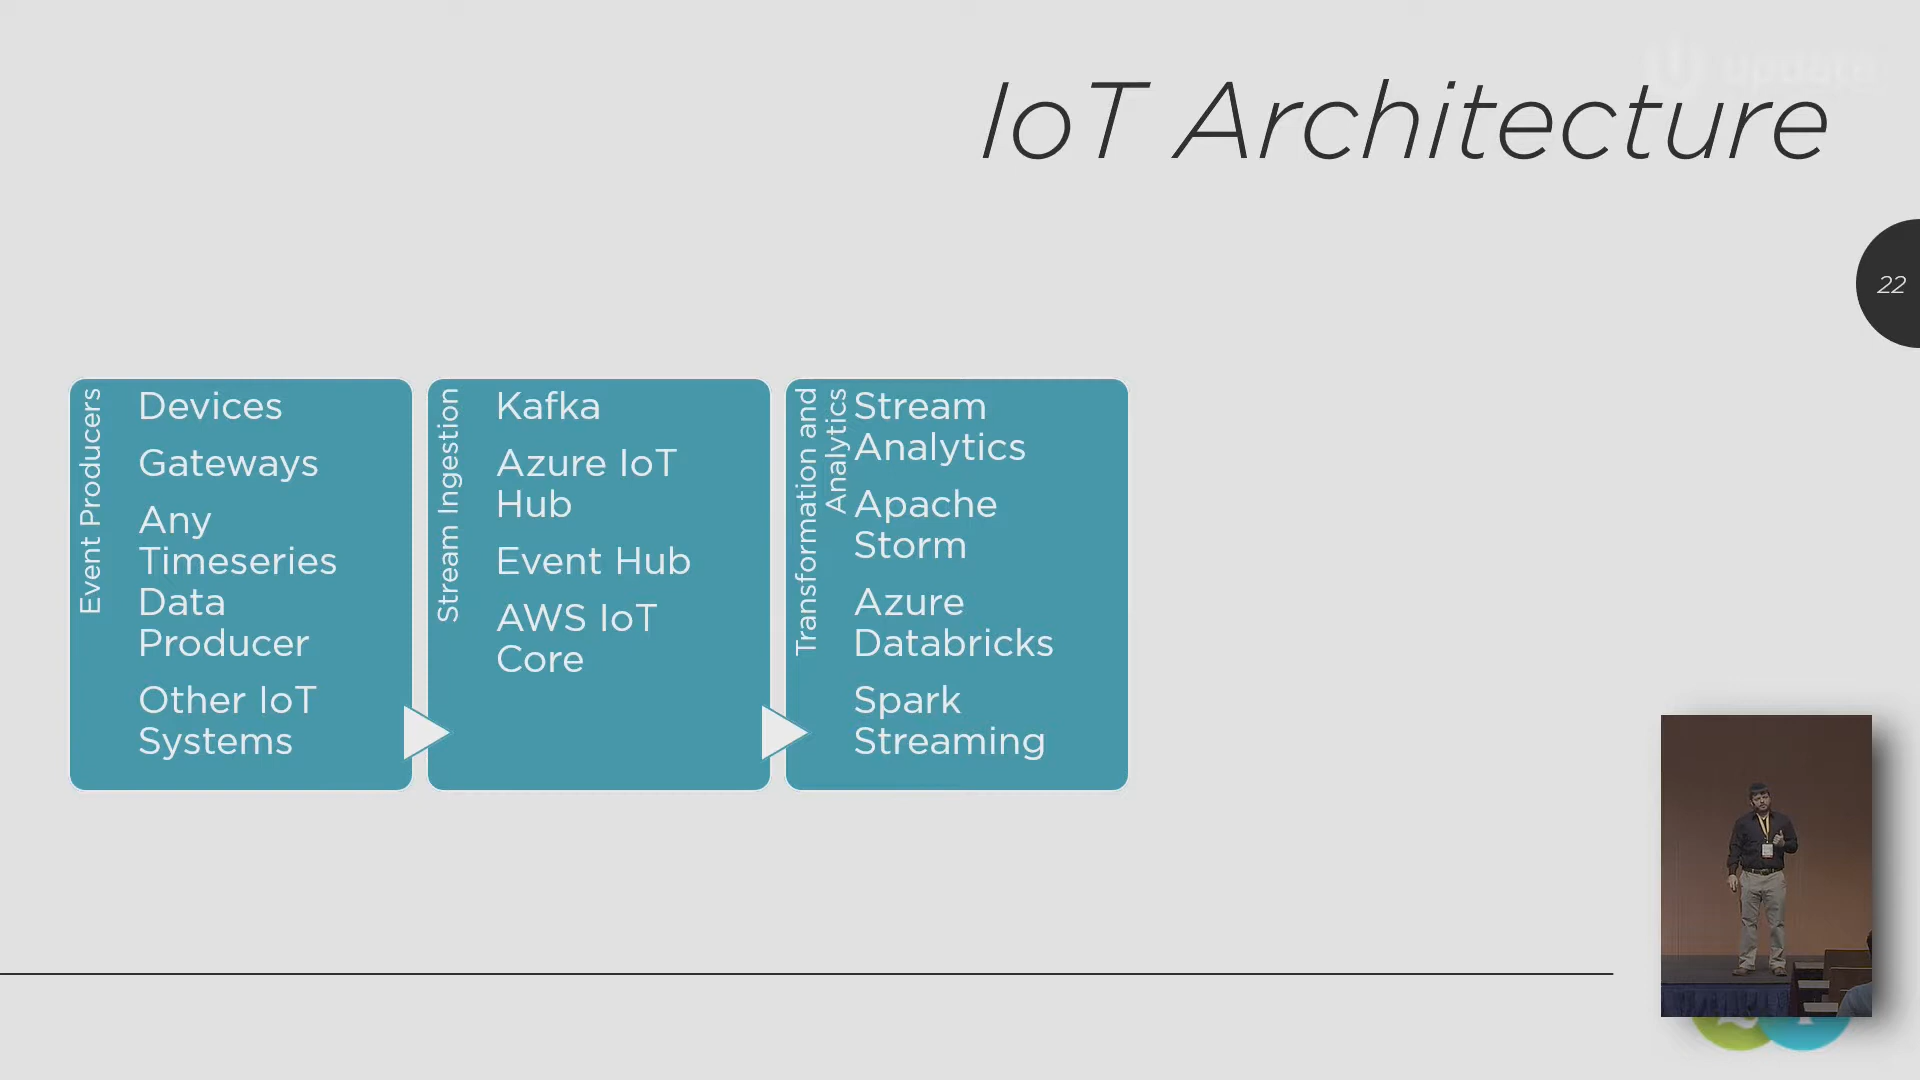 update
IoT Architecture
22
Event Producers
Devices
Gateways
Any
Timeseries
Data
Producer
Other IoT
Systems
Stream Ingestion
Kafka
Azure IoT
Hub
Event Hub
AWS IoT
Core
Transformation and
Analytics
Stream
Analytics
Apache
Storm
Azure
Databricks
Spark
Streaming